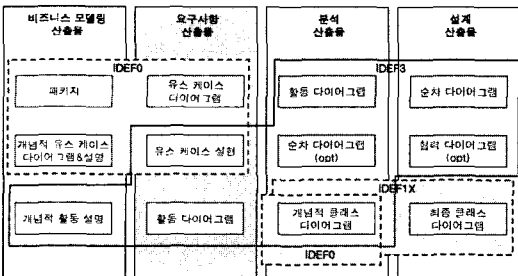 비즈니스 모델링
산출물
요구사항
산출물
분석
산출물
설계
산출물
IDEF0
IDEF3
패키지
유스 케이스
다이어그램
활동 다이어그램
순차 다이어그램
개념적 유스 케이스
다이어그램&설명
유스 케이스 실현
순차 다이어그램
(opt)
협력 다이어그램
(opt)
IDEF1X
개념적 활동 설명
활동 다이어그램
개념적 클래스
다이어그램
최종 클래스
다이어그램
IDEF0